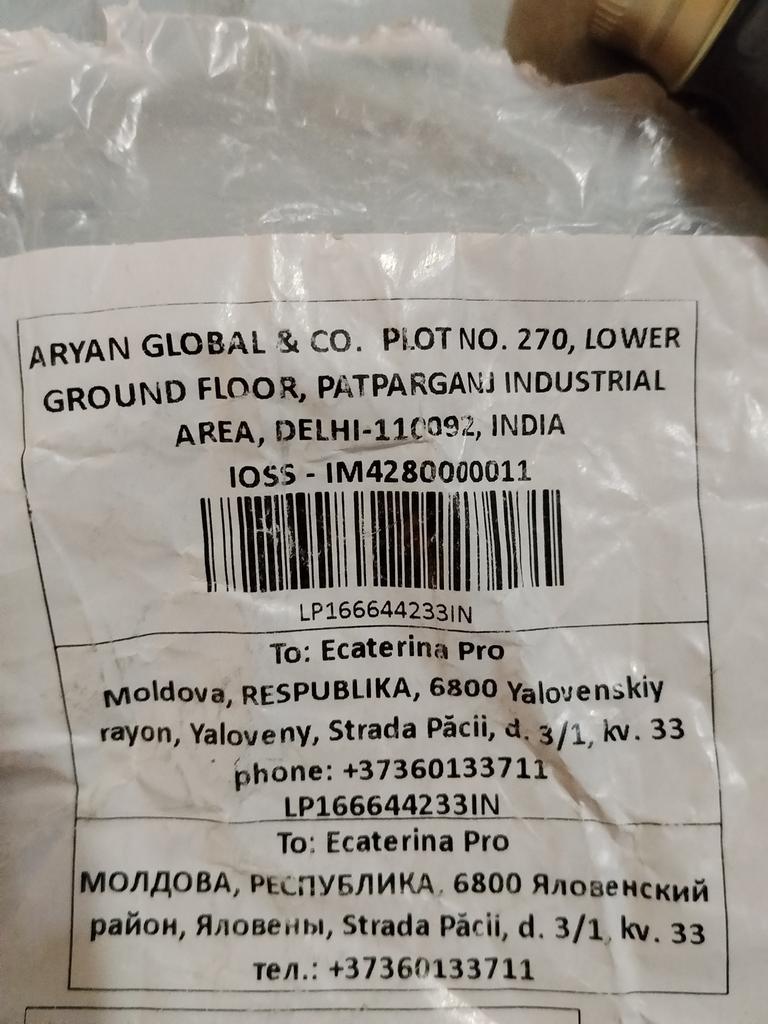 ARYAN GLOBAL & CO. PLOT NO. 270, LOWER
GROUND FLOOR, PATPARGANJ INDUSTRIAL
AREA, DELHI-110092, INDIA
IOSS - IM4280000011
LP166644233IN
To: Ecaterina Pro
Moldova, RESPUBLIKA, 6800 Yalovenskiy
rayon, Yaloveny, Strada Păcii, d. 3/1, kv. 33
phone: +37360133711
LP166644233IN
To: Ecaterina Pro
МОЛДОВА, РЕСПУБЛИКА, 6800 Яловенский
район, Яловены, Strada Păcii, d. 3/1, kv. 33
тел.: +37360133711